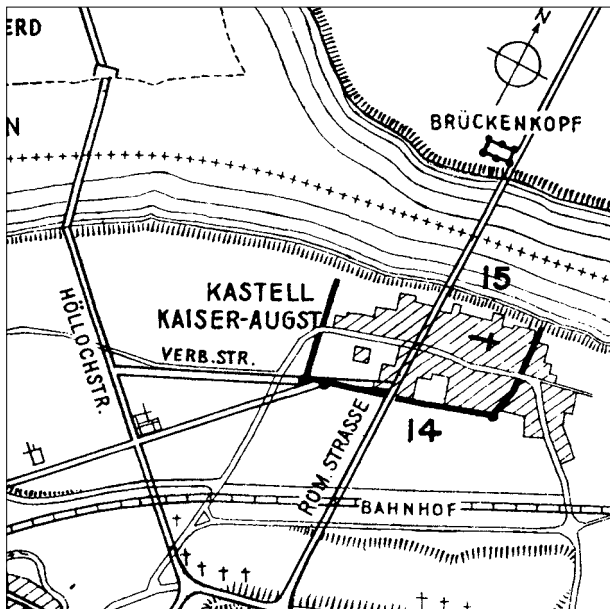 ERD
N
N
BRÜCKENKOPF
15
KASTELL
KAISER-AUGST
VERB.STR.
HÖLLOCHSTR.
14
RÖM. STRASSE
BAHNHOF